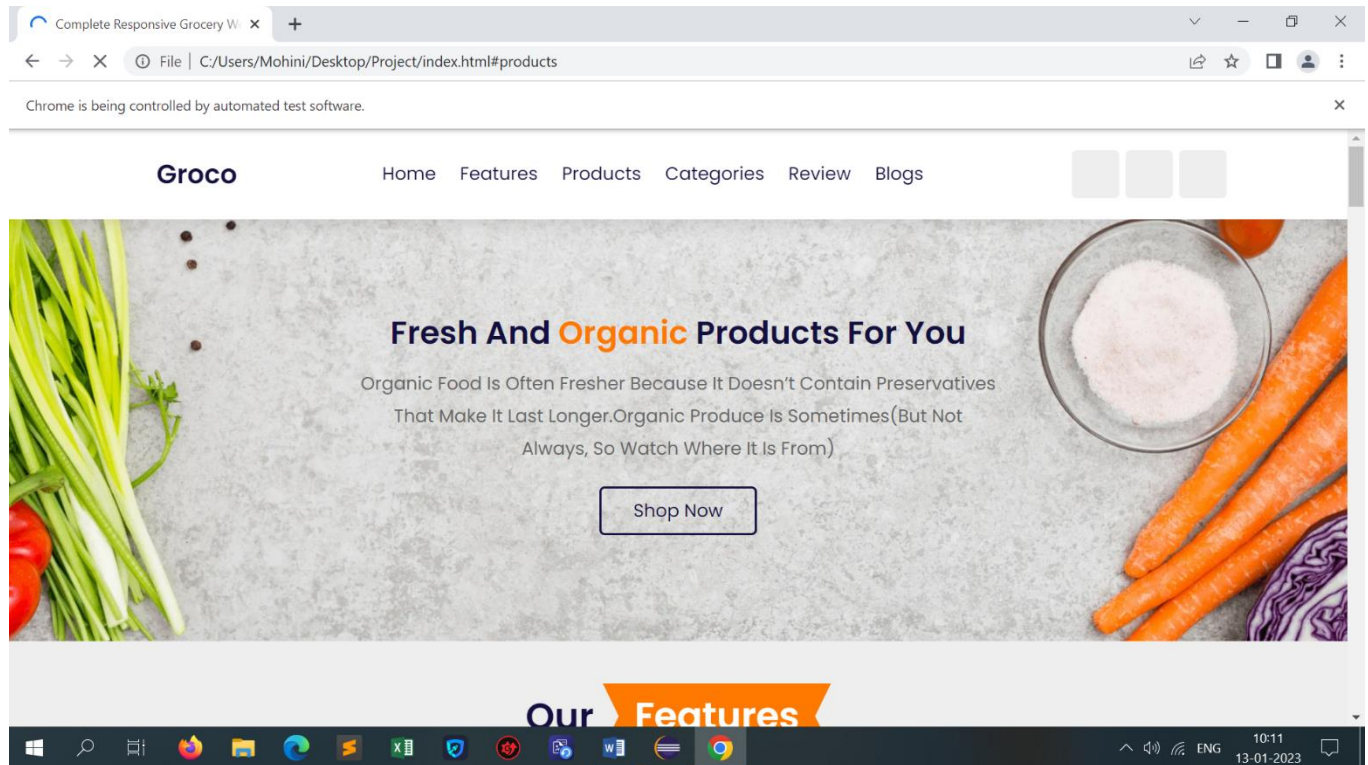 Complete Responsive Grocery W
File | C:/Users/Mohini/Desktop/Project/index.html#products
Chrome is being controlled by automated test software.
Groco Home Features Products Categories Review Blogs
Fresh And Organic Products For You
Organic Food Is Often Fresher Because It Doesn't Contain Preservatives
That Make It Last Longer.Organic Produce Is Sometimes(But Not
Always, So Watch Where It Is From)
Shop Now
Our Features
ENG
10:11
13-01-2023